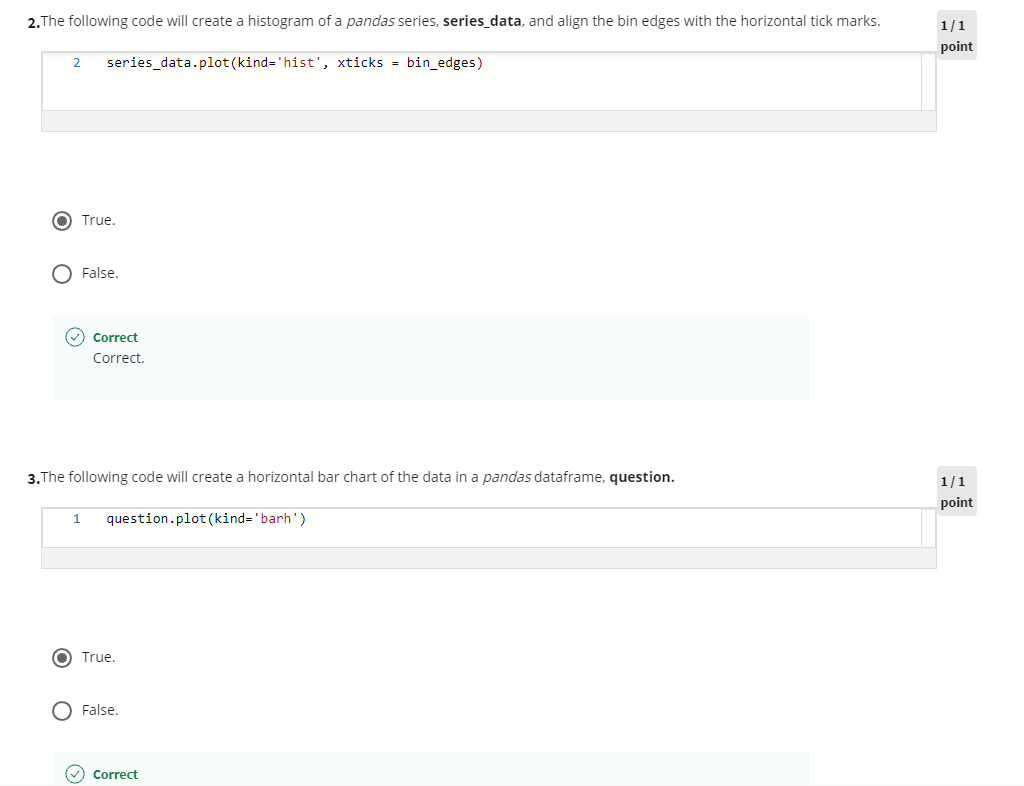 2. The following code will create a histogram of a pandas series, series_data, and align the bin edges with the horizontal tick marks.
1 / 1
point
2 series_data.plot(kind='hist', xticks = bin_edges)
True.
False.
Correct
Correct.
3. The following code will create a horizontal bar chart of the data in a pandas dataframe, question.
1 / 1
point
1 question.plot(kind='barh')
True.
False.
Correct